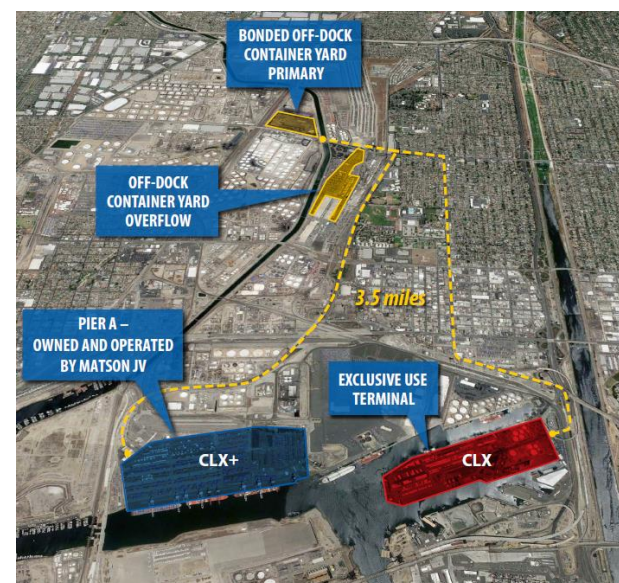 BONDED OFF-DOCK
CONTAINER YARD
PRIMARY
OFF-DOCK
CONTAINER YARD
OVERFLOW
3.5 miles
PIER A –
OWNED AND OPERATED
BY MATSON JV
EXCLUSIVE USE
TERMINAL
CLX+
CLX